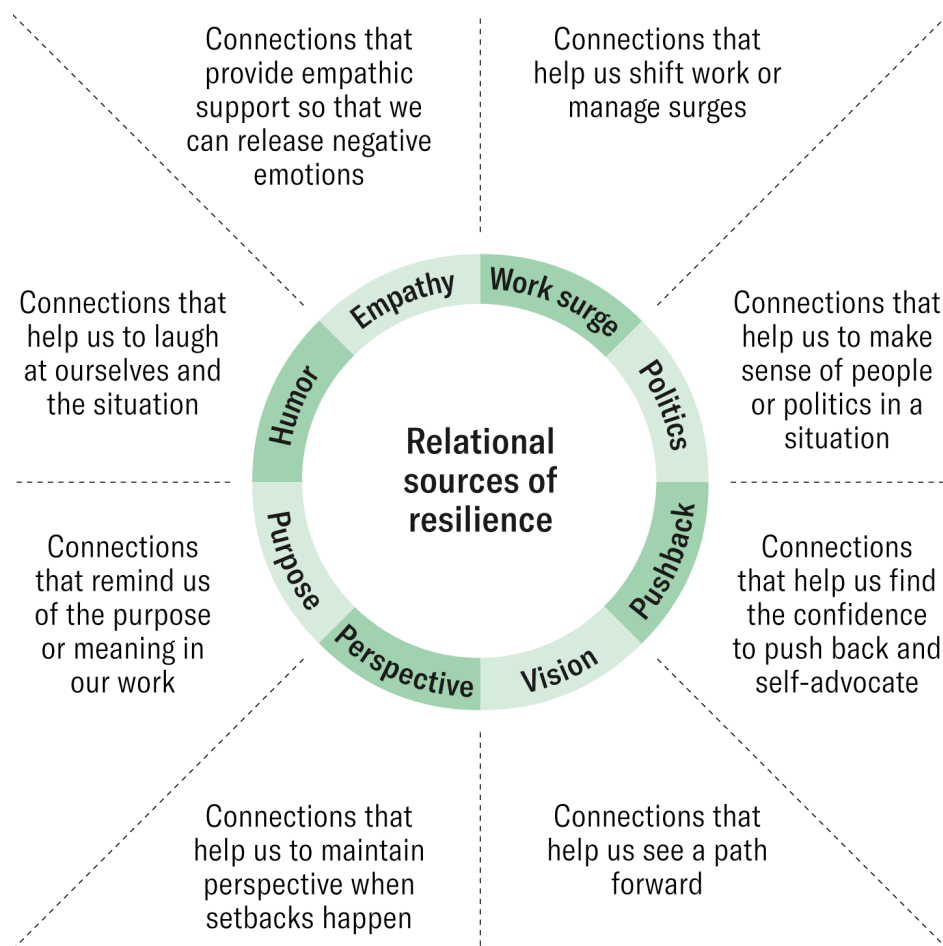 Connections that
provide empathic
support so that we
can release negative
emotions
Connections that
help us shift work or
manage surges
Connections that
help us to make
sense of people
or politics in a
situation
Connections
that help us find
the confidence
to push back and
self-advocate
Connections that
help us see a path
forward
Connections that
help us to maintain
perspective when
setbacks happen
Connections
that remind us
of the purpose
or meaning in
our work
Connections that
help us to laugh
at ourselves and
the situation
Empathy
Work surge
Politics
Pushback
Vision
Perspective
Purpose
Humor
Relational
sources of
resilience